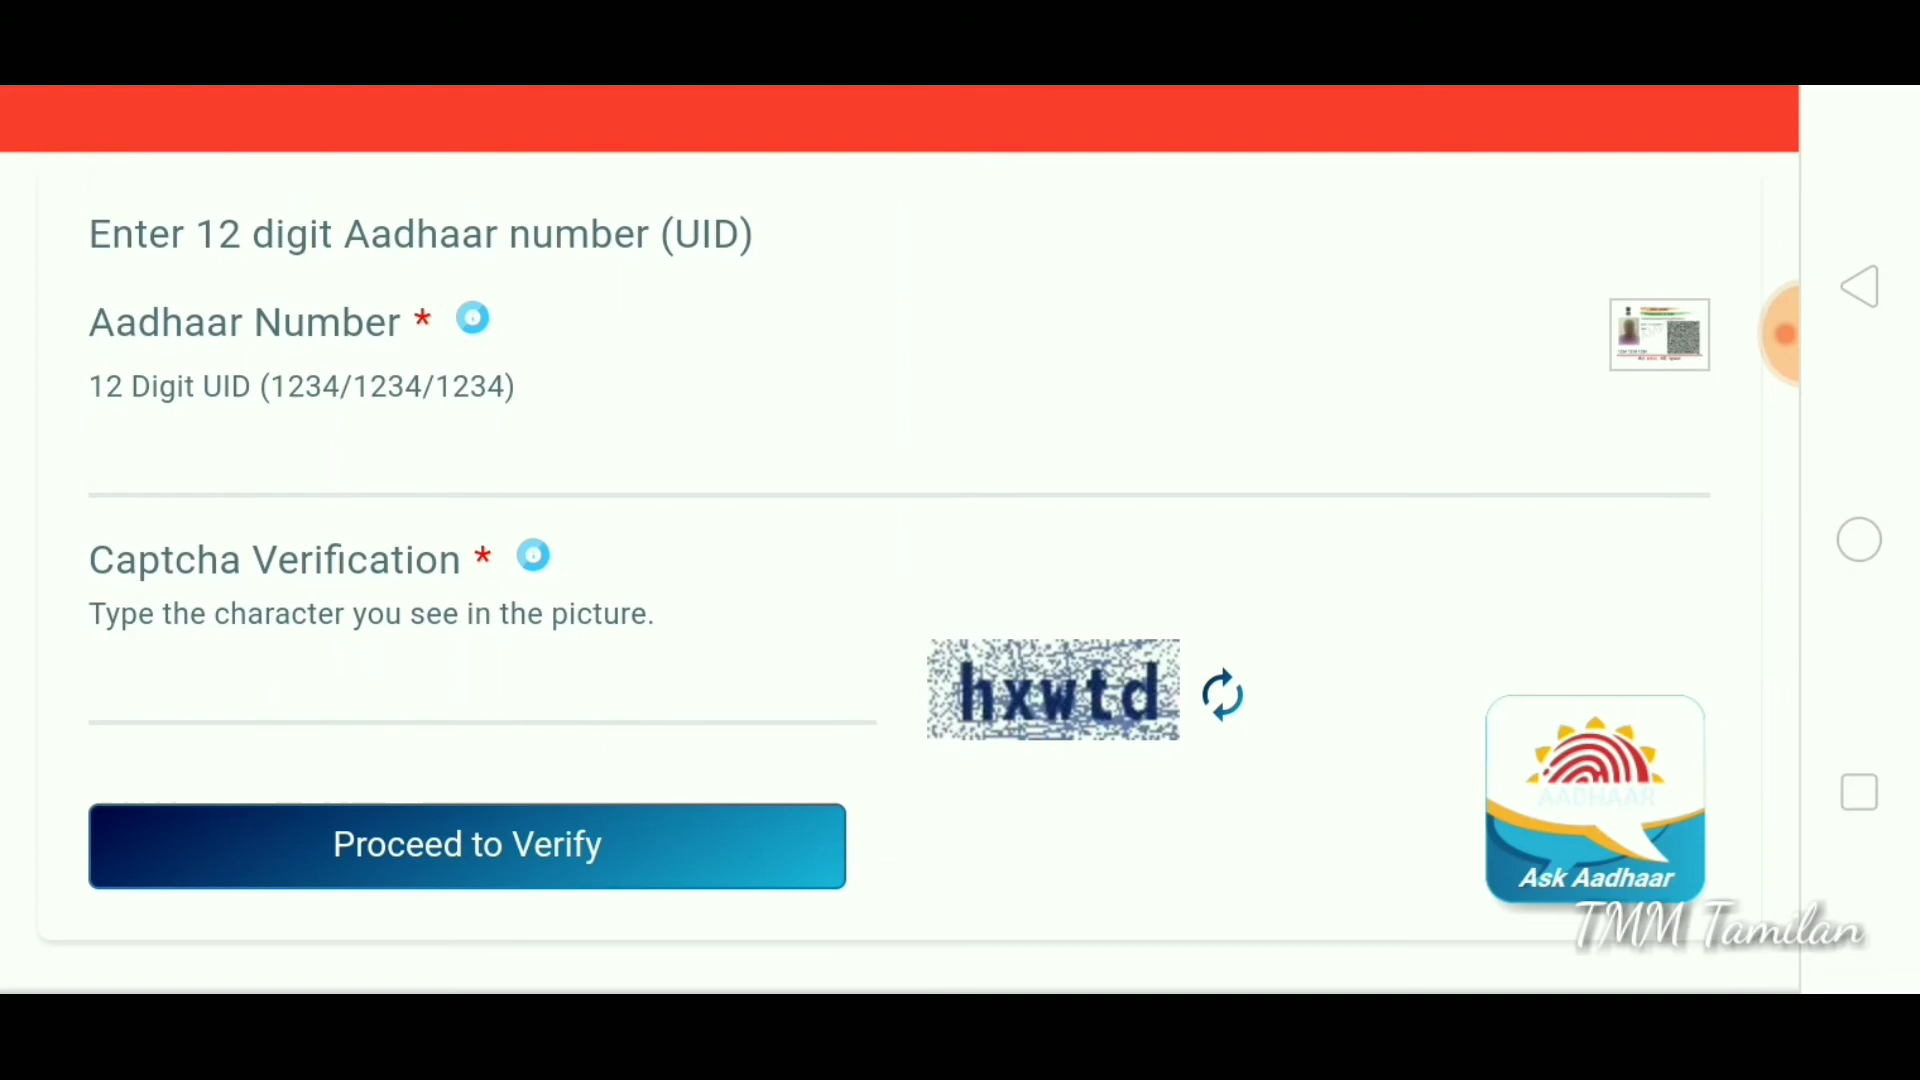 Enter 12 digit Aadhaar number (UID)
Aadhaar Number *
12 Digit UID (1234/1234/1234)
Captcha Verification *
Type the character you see in the picture.
hxwtd
Proceed to Verify
AADHAAR
Ask Aadhaar
TMM Tamilan